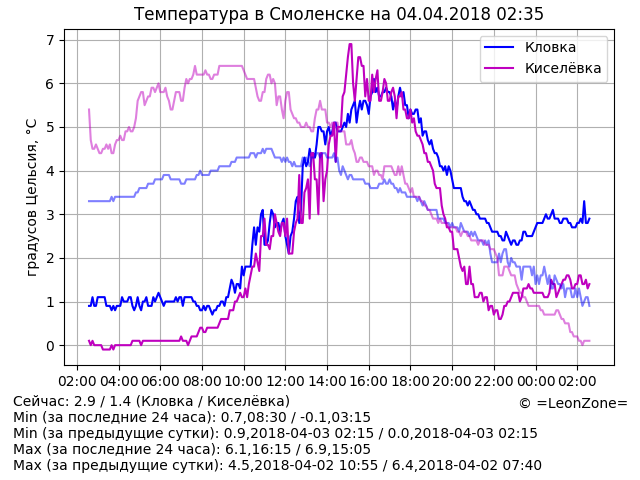 Температура в Смоленске на 04.04.2018 02:35
Кловка
Киселёвка
градусов Цельсия, °C
7
6
5
4
3
2
1
0
02:00 04:00 06:00 08:00 10:00 12:00 14:00 16:00 18:00 20:00 22:00 00:00 02:00
Сейчас: 2.9 / 1.4 (Кловка / Киселёвка)
© =LeonZone=
Min (за последние 24 часа): 0.7,08:30 / -0.1,03:15
Min (за предыдущие сутки): 0.9,2018-04-03 02:15 / 0.0,2018-04-03 02:15
Max (за последние 24 часа): 6.1,16:15 / 6.9,15:05
Max (за предыдущие сутки): 4.5,2018-04-02 10:55 / 6.4,2018-04-02 07:40